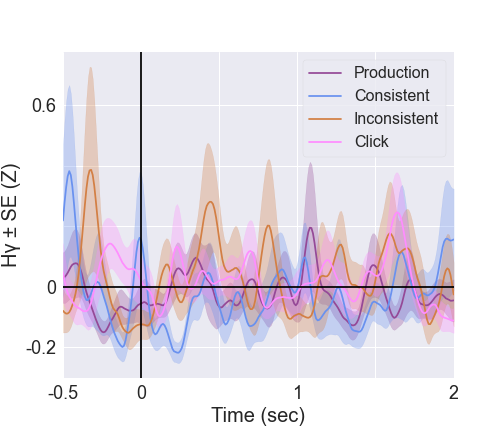 Production
Consistent
Inconsistent
Click
Hγ ± SE (Z)
0.6
0
-0.2
-0.5 0 1 2
Time (sec)